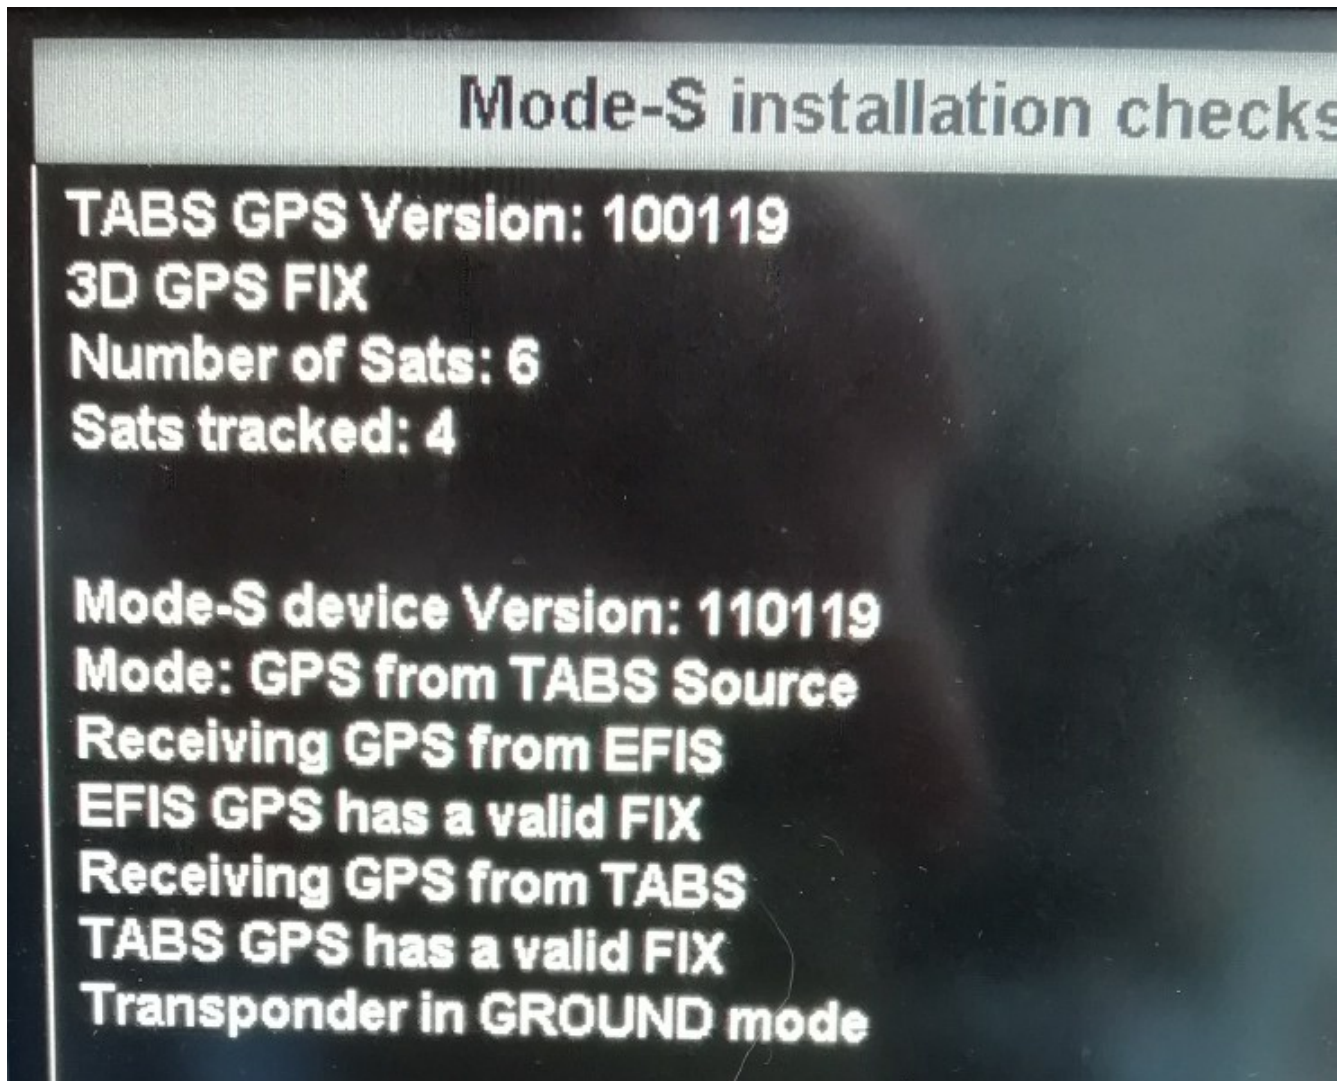 Mode-S installation checks
TABS GPS Version: 100119
3D GPS FIX
Number of Sats: 6
Sats tracked: 4
Mode-S device Version: 110119
Mode: GPS from TABS Source
Receiving GPS from EFIS
EFIS GPS has a valid FIX
Receiving GPS from TABS
TABS GPS has a valid FIX
Transponder in GROUND mode